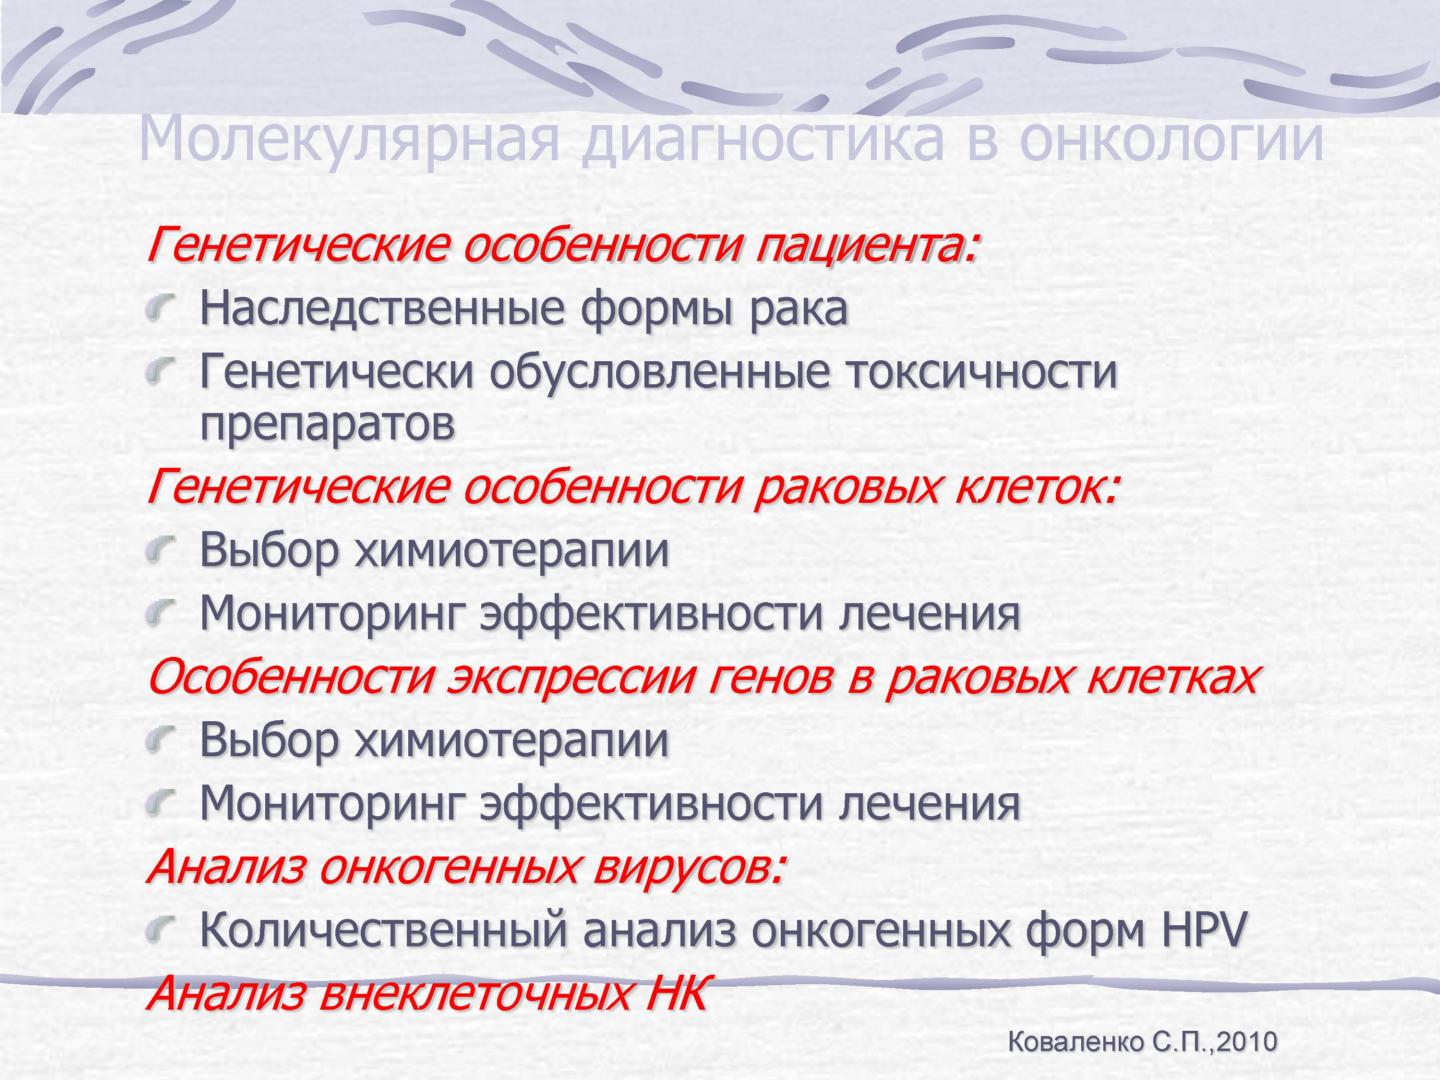 Молекулярная диагностика в онкологии
Генетические особенности пациента:
Наследственные формы рака
Генетически обусловленные токсичности
препаратов
Генетические особенности раковых клеток:
Выбор химиотерапии
Мониторинг эффективности лечения
Особенности экспрессии генов в раковых клетках
Выбор химиотерапии
Мониторинг эффективности лечения
Анализ онкогенных вирусов:
Количественный анализ онкогенных форм HPV
Анализ внеклеточных НК
Коваленко С.П.,2010